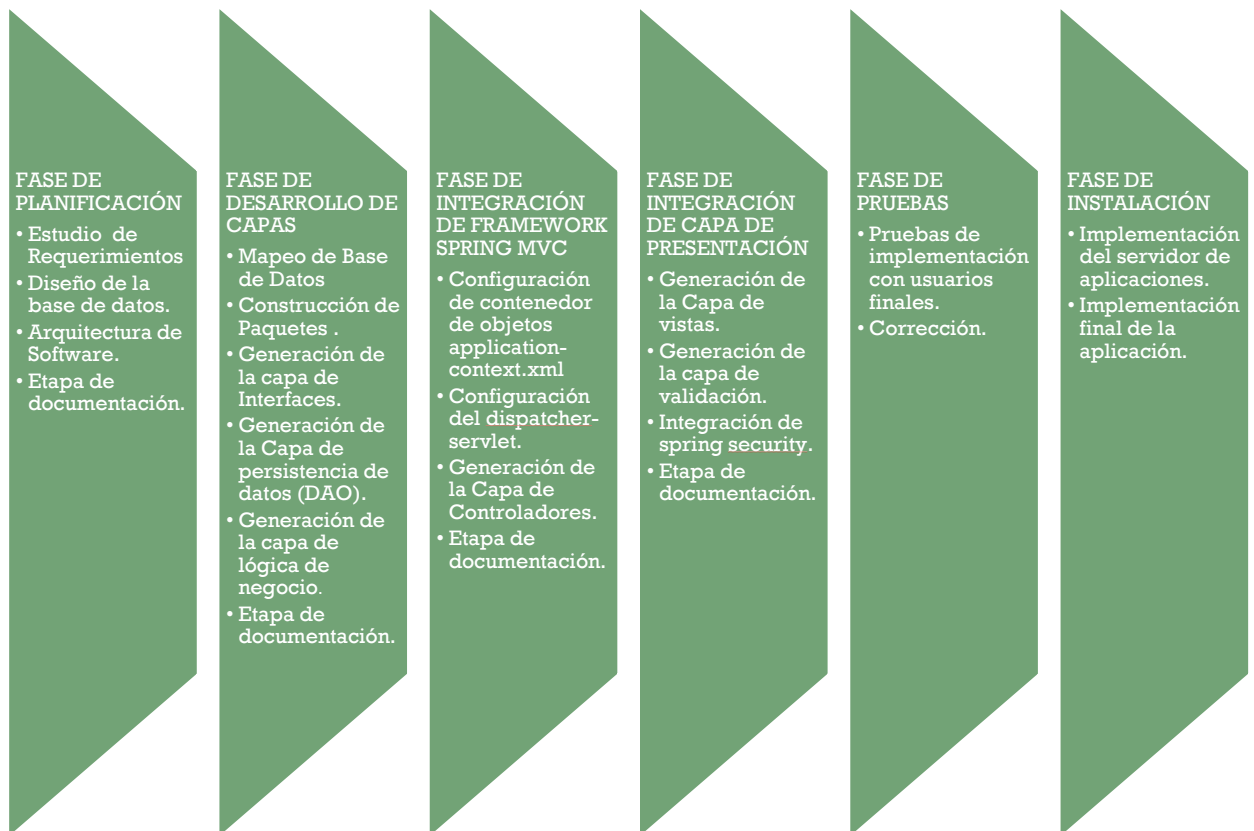 FASE DE
PLANIFICACIÓN
• Estudio de
Requerimientos
• Diseño de la
base de datos.
• Arquitectura de
Software.
• Etapa de
documentación.
FASE DE
DESARROLLO DE
CAPAS
• Mapeo de Base
de Datos
• Construcción de
Paquetes .
• Generación de
la capa de
Interfaces.
• Generación de
la Capa de
persistencia de
datos (DAO).
• Generación de
la capa de
lógica de
negocio.
• Etapa de
documentación.
FASE DE
INTEGRACIÓN
DE FRAMEWORK
SPRING MVC
• Configuración
de contenedor
de objetos
application-
context.xml
• Configuración
del dispatcher-
servlet.
• Generación de
la Capa de
Controladores.
• Etapa de
documentación.
FASE DE
INTEGRACIÓN
DE CAPA DE
PRESENTACIÓN
• Generación de
la Capa de
vistas.
• Generación de
la capa de
validación.
• Integración de
spring security.
• Etapa de
documentación.
FASE DE
PRUEBAS
• Pruebas de
implementación
con usuarios
finales.
• Corrección.
FASE DE
INSTALACIÓN
• Implementación
del servidor de
aplicaciones.
• Implementación
final de la
aplicación.